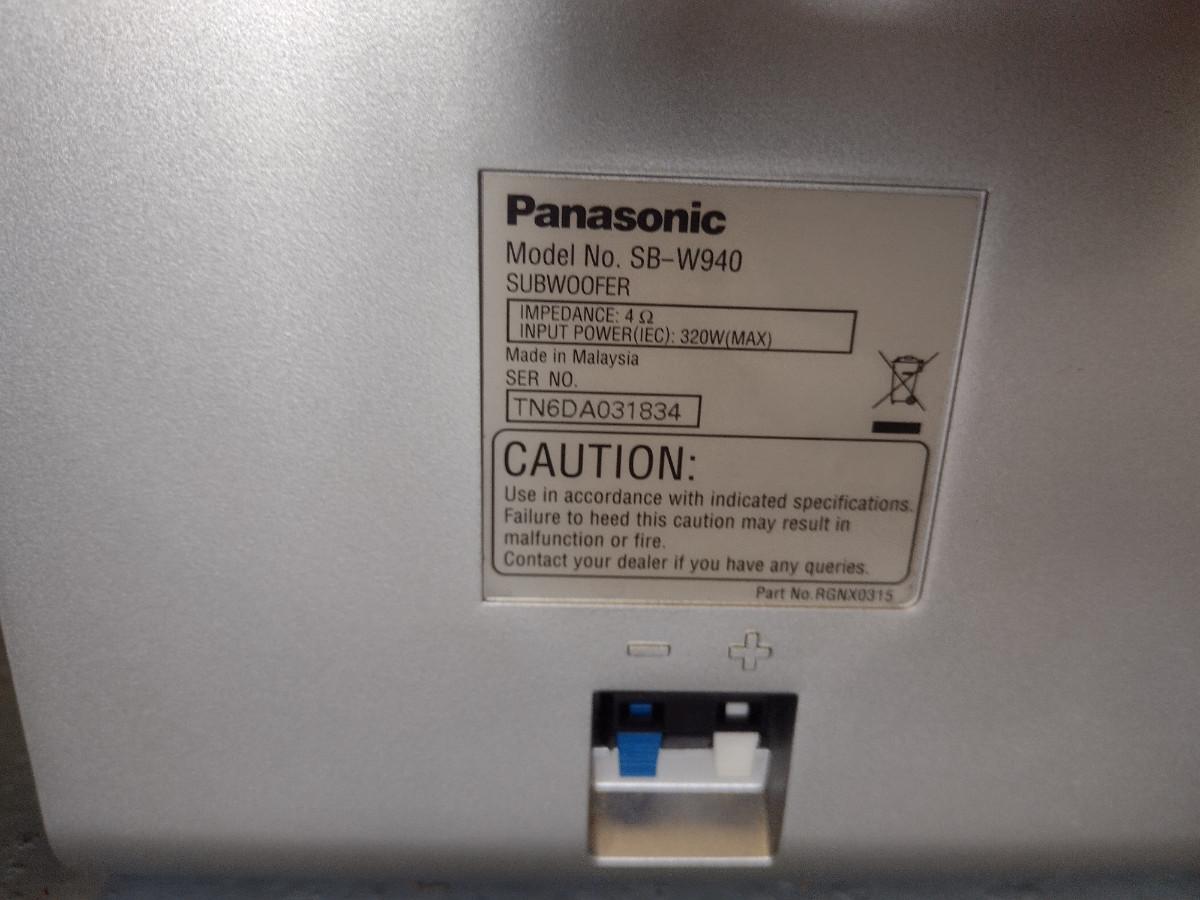 Panasonic
Model No. SB-W940
SUBWOOFER
IMPEDANCE: 4 Ω
INPUT POWER(IEC): 320W(MAX)
Made in Malaysia
SER NO.
TN6DA031834
CAUTION:
Use in accordance with indicated specifications.
Failure to heed this caution may result in
malfunction or fire.
Contact your dealer if you have any queries.
Part No.RGNX0315
− +